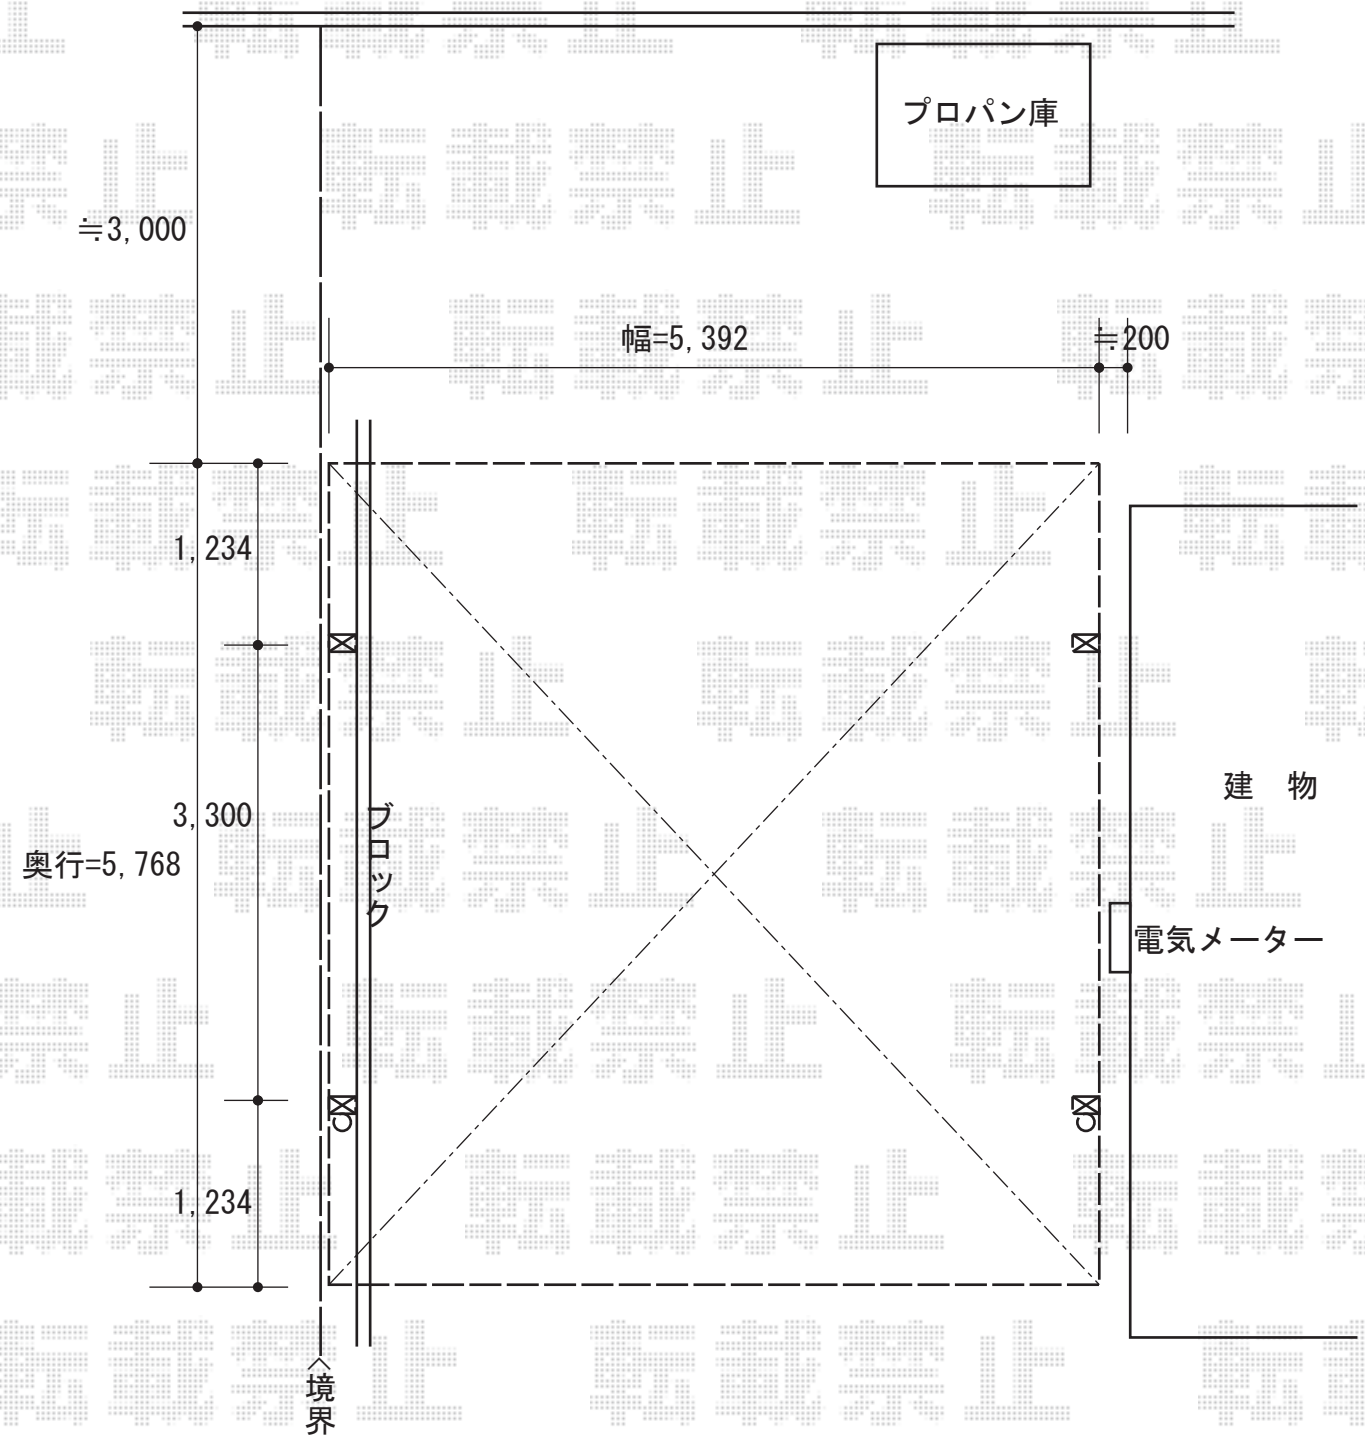 プロパン庫
≒3,000
幅=5,392
≒200
1,234
建 物
3,300
ブロック
奥行=5,768
電気メーター
1,234
境界
転載禁止